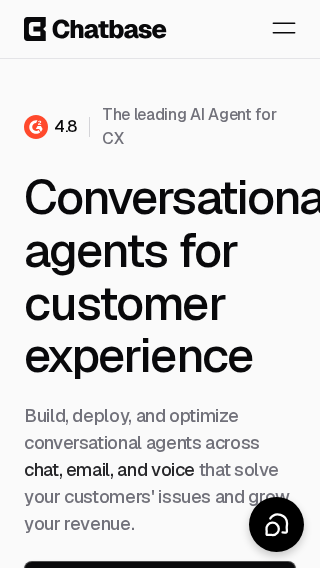 Chatbase
4.8
The leading AI Agent for
CX
Conversationa
agents for
customer
experience
Build, deploy, and optimize
conversational agents across
chat, email, and voice that solve
your customers' issues and grow
your revenue.